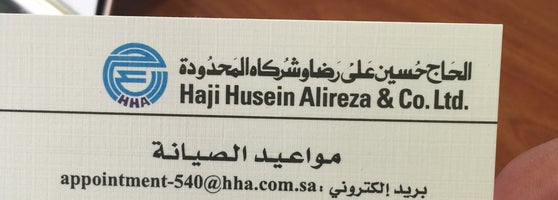 الحاج حسين علي رضا وشركاه المحدودة
Haji Husein Alireza & Co. Ltd.
HHA
مواعيد الصيانة
بريد إلكتروني : appointment-540@hha.com.sa